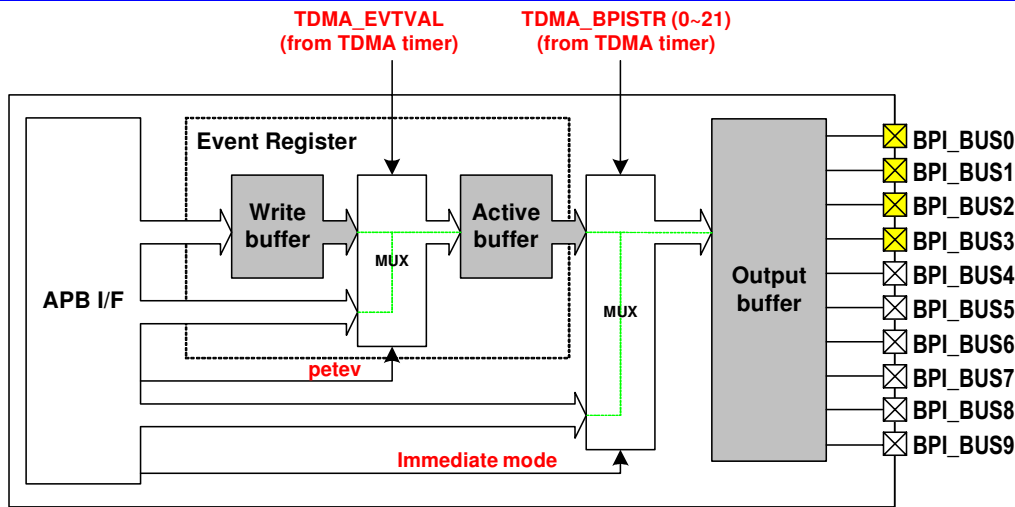 TDMA_EVTVAL
(from TDMA timer)
TDMA_BPISTR (0~21)
(from TDMA timer)
Event Register
Write
buffer
MUX
Active
buffer
MUX
APB I/F
petev
Immediate mode
Output
buffer
BPI_BUS0
BPI_BUS1
BPI_BUS2
BPI_BUS3
BPI_BUS4
BPI_BUS5
BPI_BUS6
BPI_BUS7
BPI_BUS8
BPI_BUS9